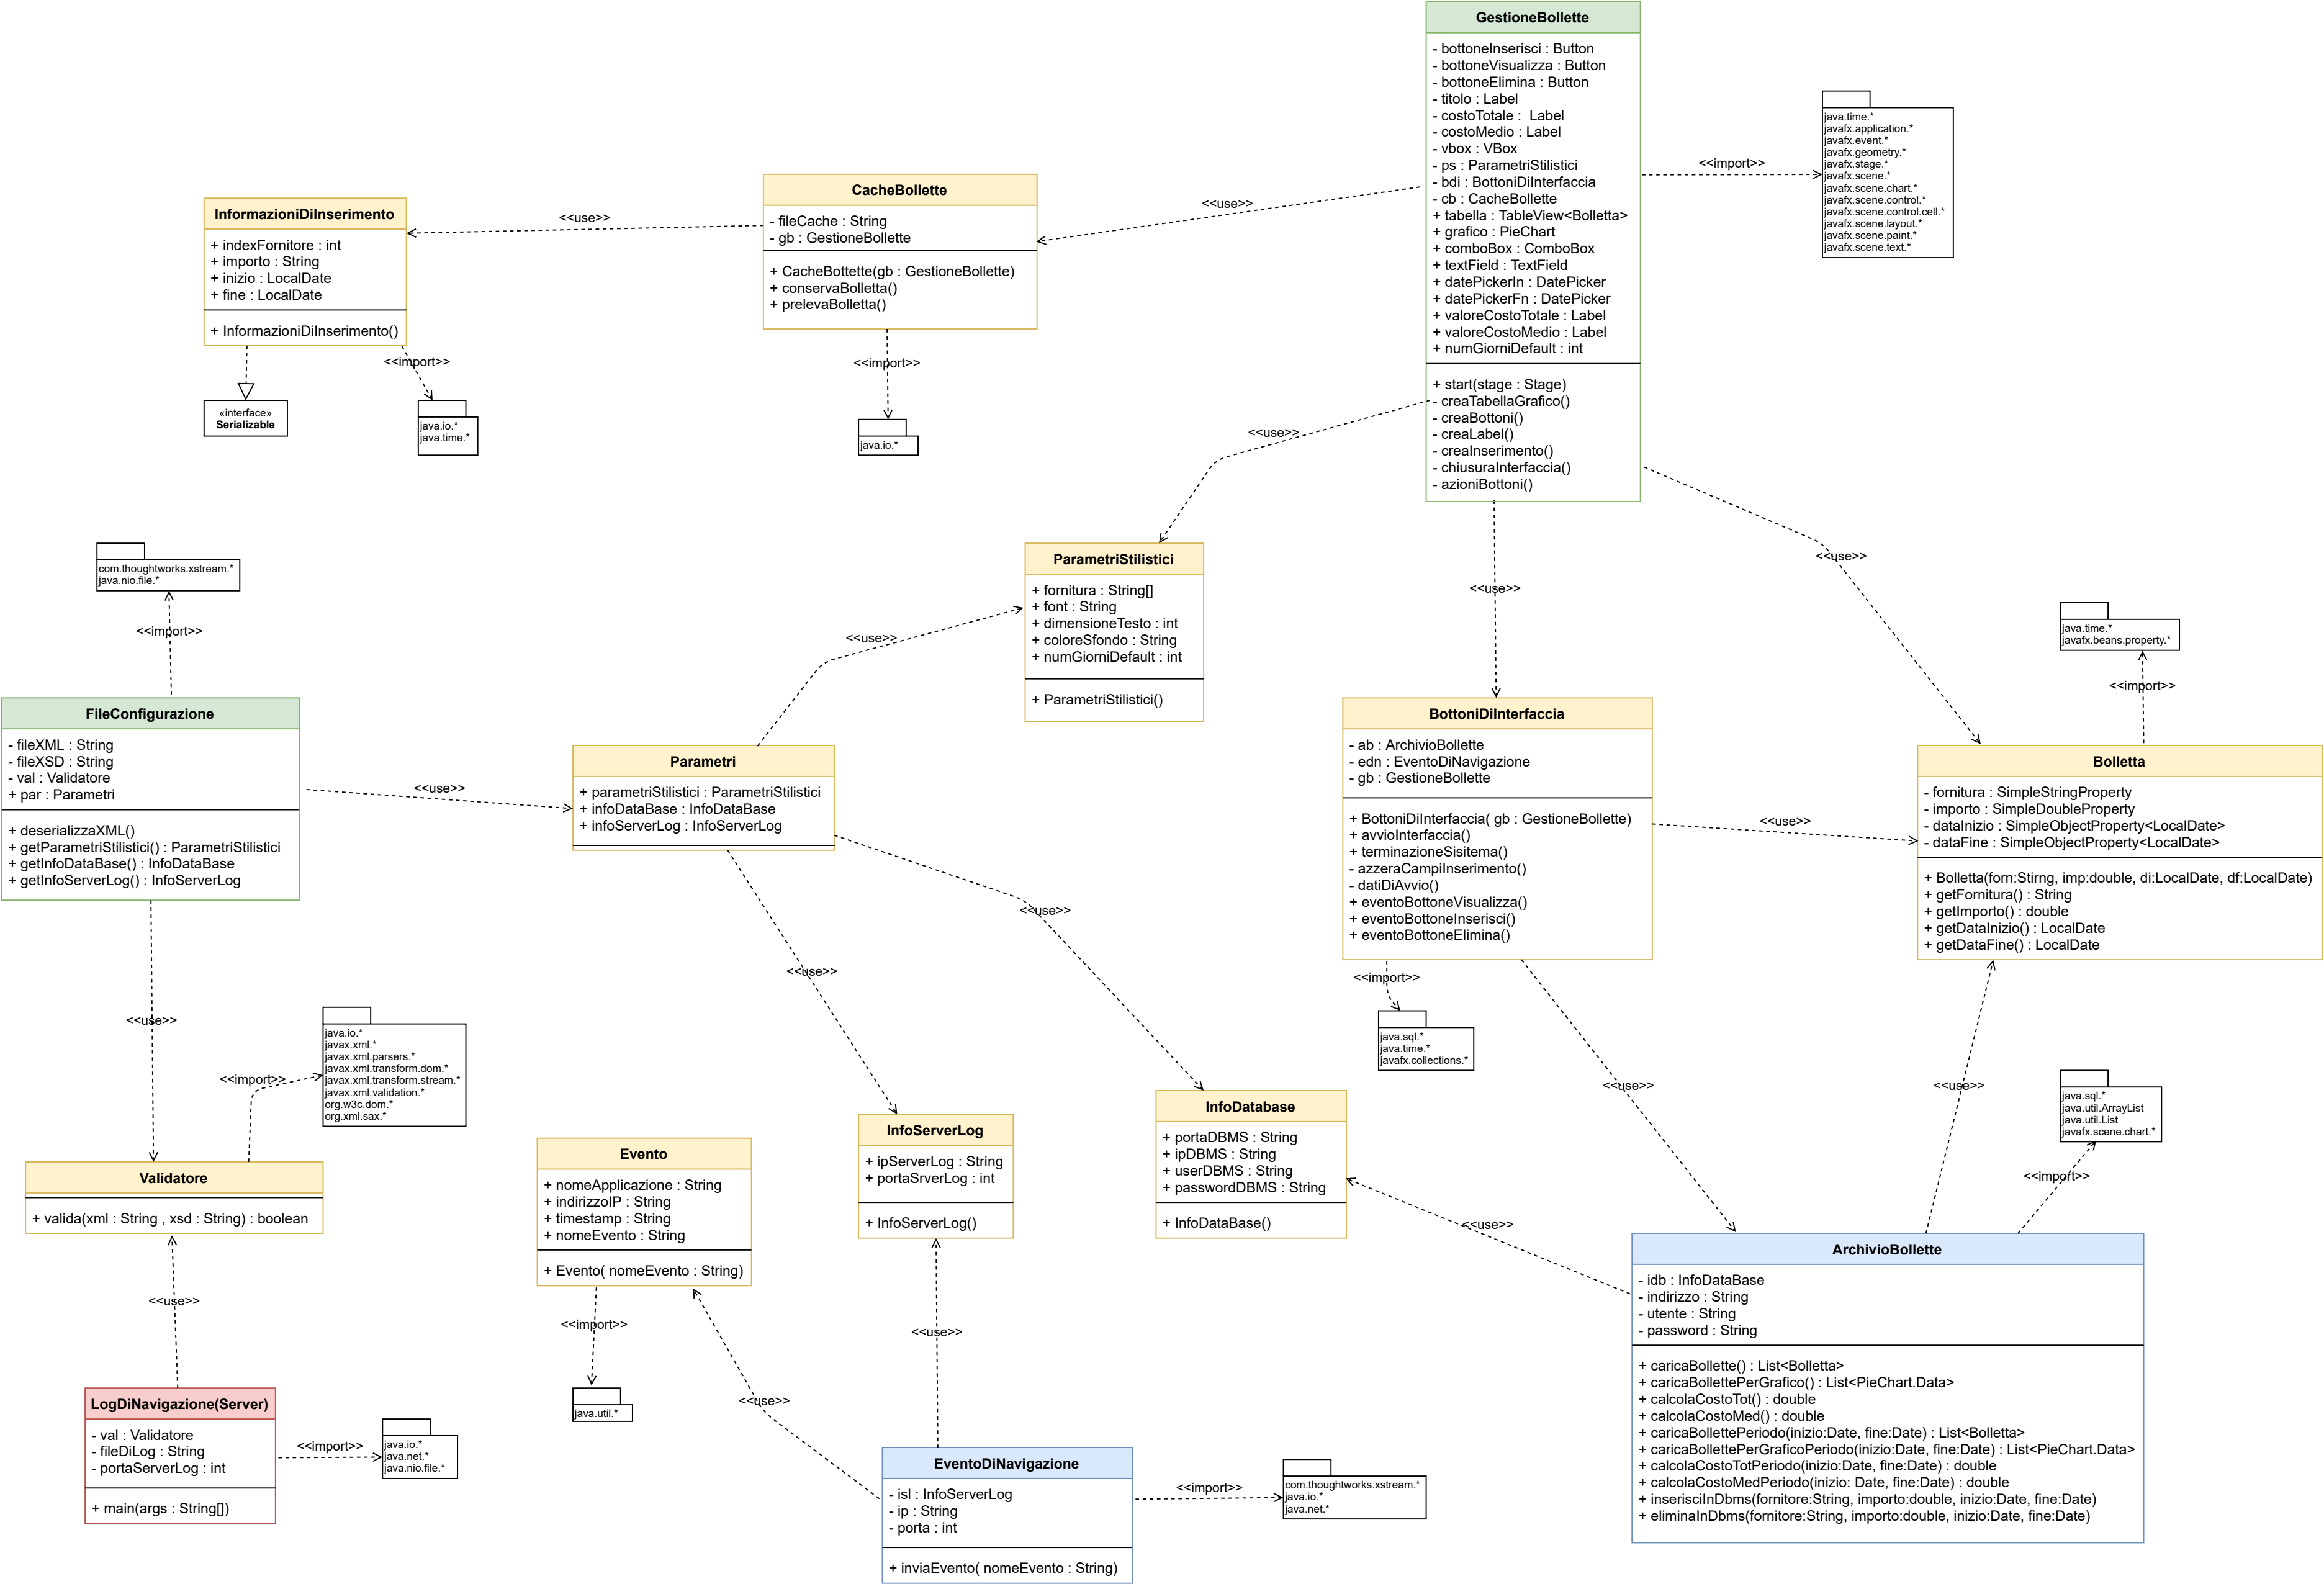 GestioneBollette
- bottoneInserisci : Button
- bottoneVisualizza : Button
- bottoneElimina : Button
- titolo : Label
- costoTotale :  Label
- costoMedio : Label
- vbox : VBox
- ps : ParametriStilistici
- bdi : BottoniDiInterfaccia
- cb : CacheBollette
+ tabella : TableView<Bolletta>
+ grafico : PieChart
+ comboBox : ComboBox
+ textField : TextField
+ datePickerIn : DatePicker
+ datePickerFn : DatePicker
+ valoreCostoTotale : Label
+ valoreCostoMedio : Label
+ numGiorniDefault : int
+ start(stage : Stage)
- creaTabellaGrafico()
- creaBottoni()
- creaLabel()
- creaInserimento()
- chiusuraInterfaccia()
- azioniBottoni()
<<import>>
java.time.*
javafx.application.*
javafx.event.*
javafx.geometry.*
javafx.stage.*
javafx.scene.*
javafx.scene.chart.*
javafx.scene.control.*
javafx.scene.control.cell.*
javafx.scene.layout.*
javafx.scene.paint.*
javafx.scene.text.*
<<use>>
CacheBollette
- fileCache : String
- gb : GestioneBollette
+ CacheBottette(gb : GestioneBollette)
+ conservaBolletta()
+ prelevaBolletta()
<<import>>
java.io.*
<<use>>
InformazioniDiInserimento
+ indexFornitore : int
+ importo : String
+ inizio : LocalDate
+ fine : LocalDate
+ InformazioniDiInserimento()
«interface»
Serializable
<<import>>
java.io.*
java.time.*
<<use>>
ParametriStilistici
+ fornitura : String[]
+ font : String
+ dimensioneTesto : int
+ coloreSfondo : String
+ numGiorniDefault : int
+ ParametriStilistici()
<<use>>
<<use>>
<<use>>
com.thoughtworks.xstream.*
java.nio.file.*
<<import>>
FileConfigurazione
- fileXML : String
- fileXSD : String
- val : Validatore
+ par : Parametri
+ deserializzaXML()
+ getParametriStilistici() : ParametriStilistici
+ getInfoDataBase() : InfoDataBase
+ getInfoServerLog() : InfoServerLog
<<use>>
Parametri
+ parametriStilistici : ParametriStilistici
+ infoDataBase : InfoDataBase
+ infoServerLog : InfoServerLog
<<use>>
<<use>>
BottoniDiInterfaccia
- ab : ArchivioBollette
- edn : EventoDiNavigazione
- gb : GestioneBollette
+ BottoniDiInterfaccia( gb : GestioneBollette)
+ avvioInterfaccia()
+ terminazioneSisitema()
- azzeraCampiInserimento()
- datiDiAvvio()
+ eventoBottoneVisualizza()
+ eventoBottoneInserisci()
+ eventoBottoneElimina()
<<import>>
java.sql.*
java.time.*
javafx.collections.*
<<use>>
java.time.*
javafx.beans.property.*
<<import>>
Bolletta
- fornitura : SimpleStringProperty
- importo : SimpleDoubleProperty
- dataInizio : SimpleObjectProperty<LocalDate>
- dataFine : SimpleObjectProperty<LocalDate>
+ Bolletta(forn:Stirng, imp:double, di:LocalDate, df:LocalDate)
+ getFornitura() : String
+ getImporto() : double
+ getDataInizio() : LocalDate
+ getDataFine() : LocalDate
<<use>>
<<use>>
java.sql.*
java.util.ArrayList
java.util.List
javafx.scene.chart.*
<<import>>
<<use>>
java.io.*
javax.xml.*
javax.xml.parsers.*
javax.xml.transform.dom.*
javax.xml.transform.stream.*
javax.xml.validation.*
org.w3c.dom.*
org.xml.sax.*
<<import>>
Validatore
+ valida(xml : String , xsd : String) : boolean
<<use>>
LogDiNavigazione(Server)
- val : Validatore
- fileDiLog : String
- portaServerLog : int
+ main(args : String[])
<<import>>
java.io.*
java.net.*
java.nio.file.*
Evento
+ nomeApplicazione : String
+ indirizzoIP : String
+ timestamp : String
+ nomeEvento : String
+ Evento( nomeEvento : String)
<<import>>
java.util.*
<<use>>
InfoServerLog
+ ipServerLog : String
+ portaSrverLog : int
+ InfoServerLog()
<<use>>
InfoDatabase
+ portaDBMS : String
+ ipDBMS : String
+ userDBMS : String
+ passwordDBMS : String
+ InfoDataBase()
<<use>>
EventoDiNavigazione
- isl : InfoServerLog
- ip : String
- porta : int
+ inviaEvento( nomeEvento : String)
<<import>>
com.thoughtworks.xstream.*
java.io.*
java.net.*
ArchivioBollette
- idb : InfoDataBase
- indirizzo : String
- utente : String
- password : String
+ caricaBollette() : List<Bolletta>
+ caricaBollettePerGrafico() : List<PieChart.Data>
+ calcolaCostoTot() : double
+ calcolaCostoMed() : double
+ caricaBollettePeriodo(inizio:Date, fine:Date) : List<Bolletta>
+ caricaBollettePerGraficoPeriodo(inizio:Date, fine:Date) : List<PieChart.Data>
+ calcolaCostoTotPeriodo(inizio:Date, fine:Date) : double
+ calcolaCostoMedPeriodo(inizio: Date, fine:Date) : double
+ inserisciInDbms(fornitore:String, importo:double, inizio:Date, fine:Date)
+ eliminaInDbms(fornitore:String, importo:double, inizio:Date, fine:Date)